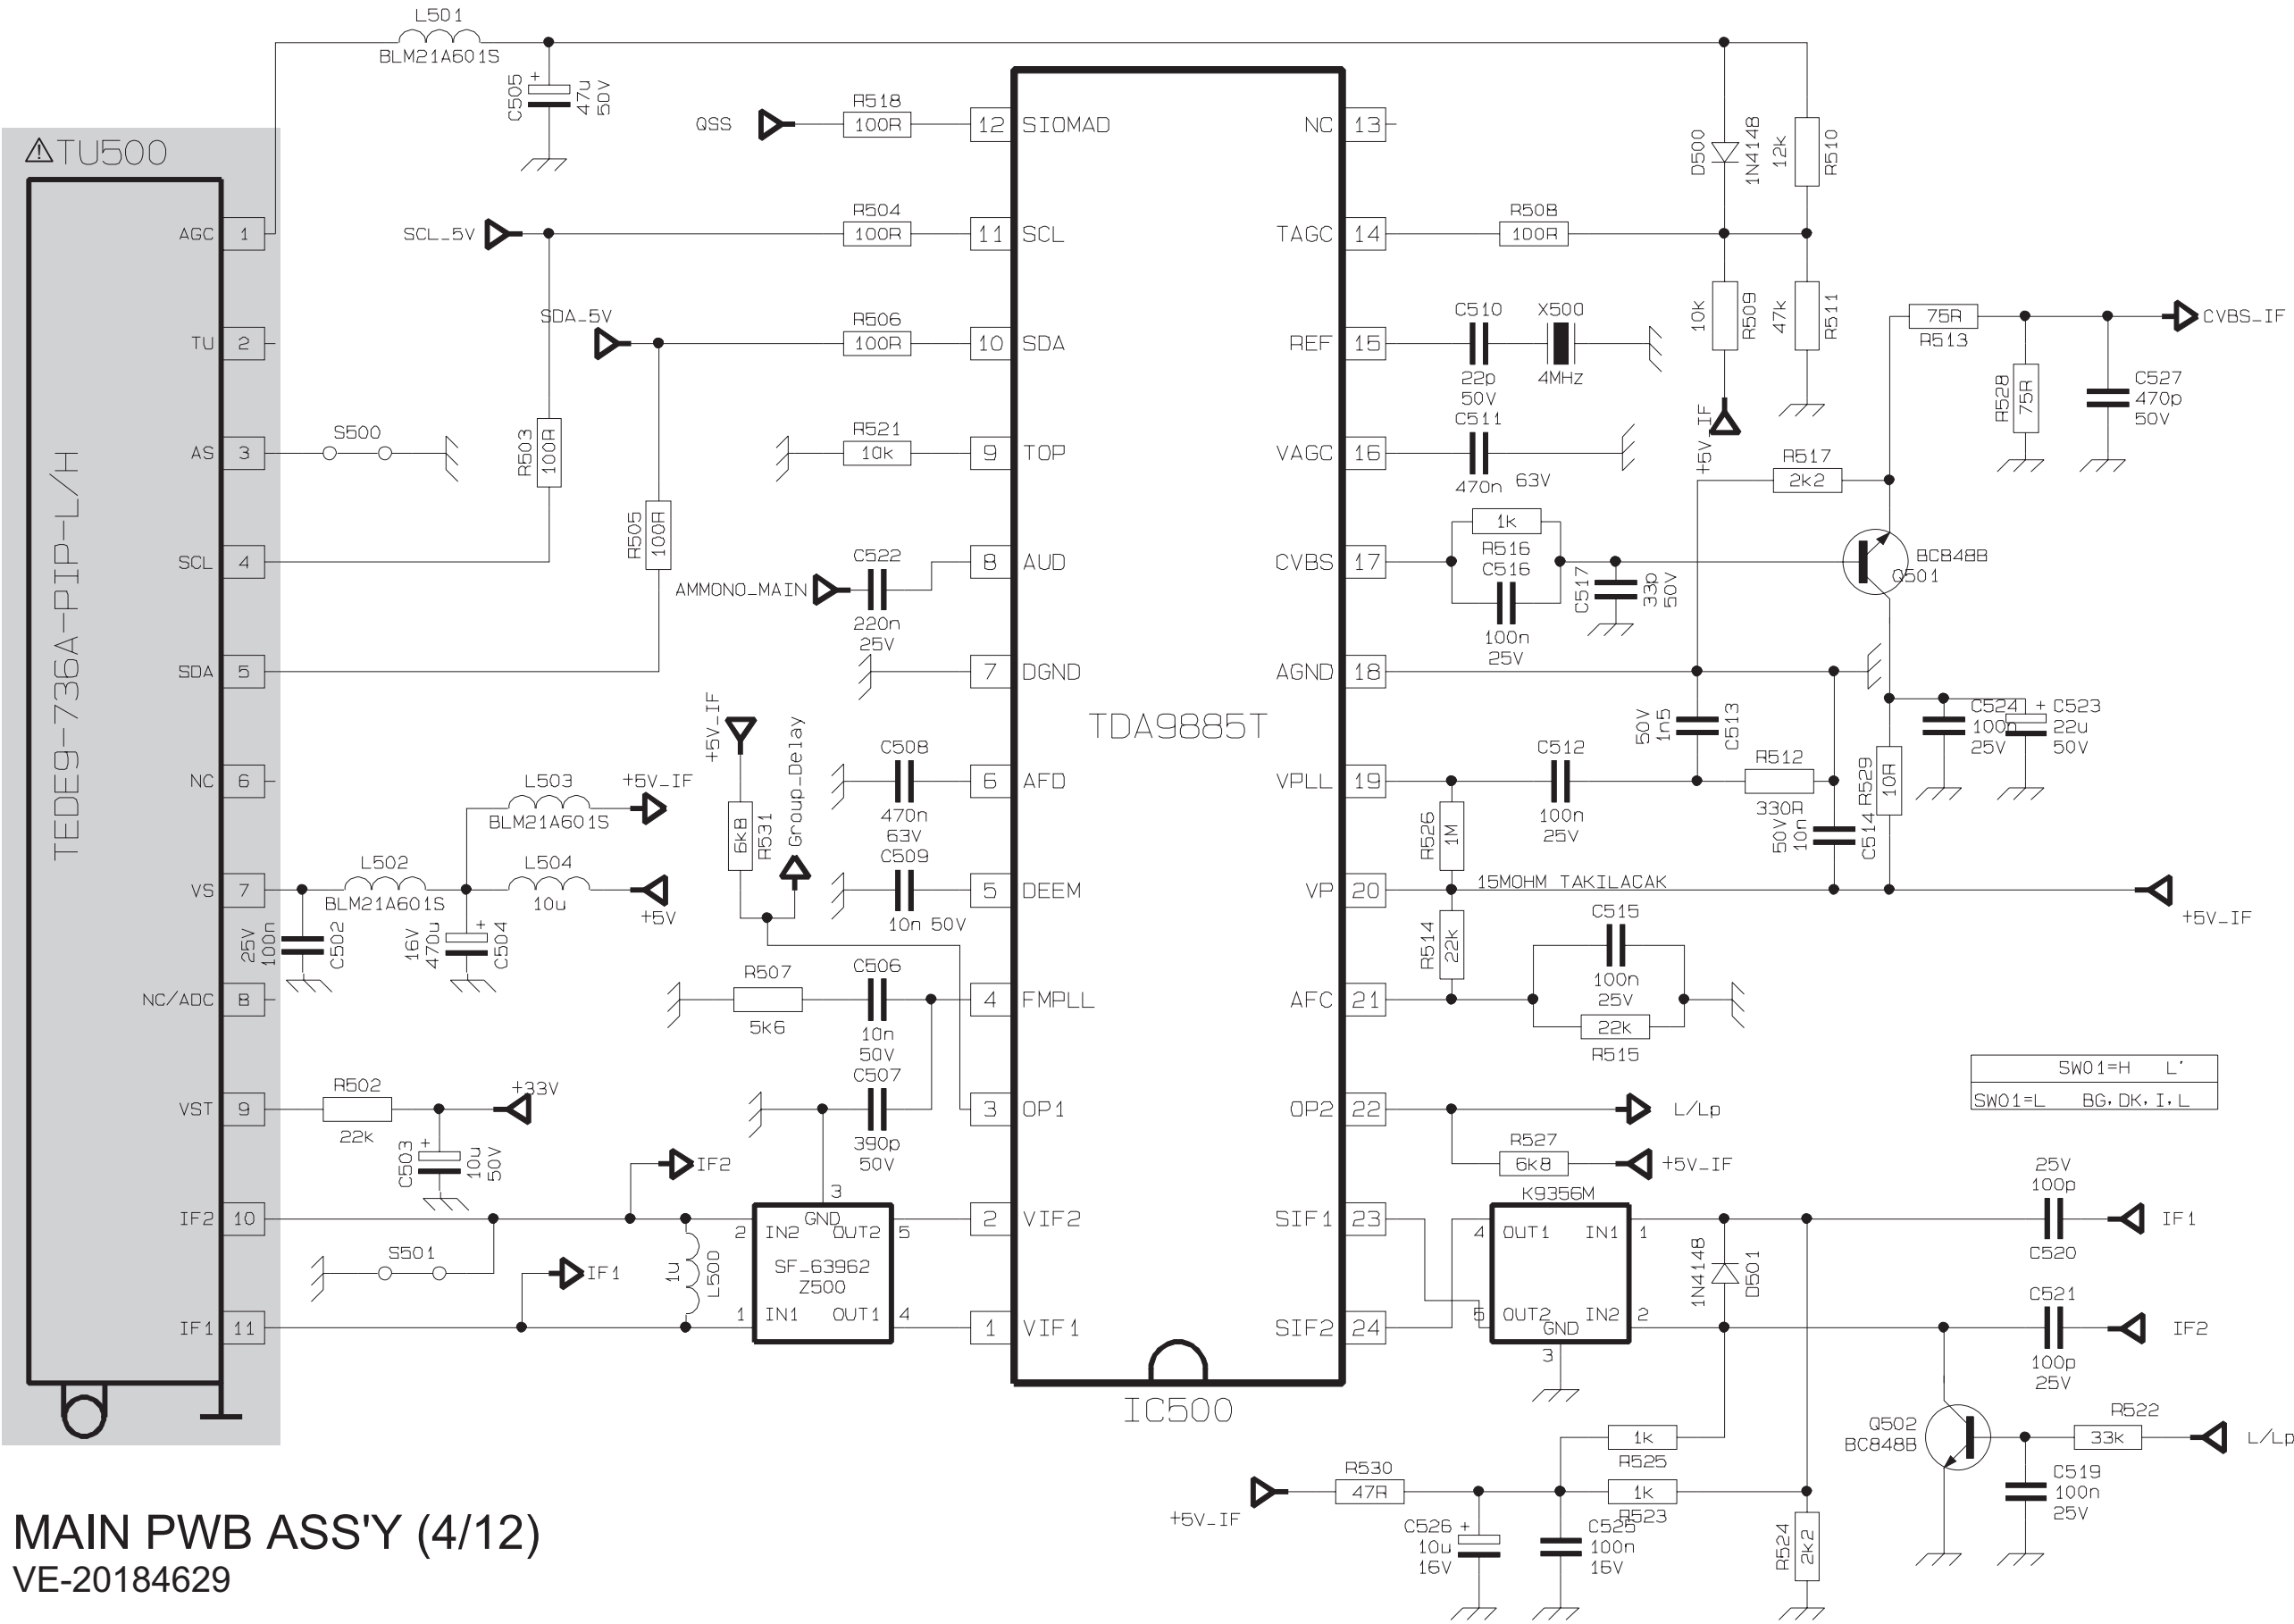 L501
BLM21A601S
C505
+
47u
50V
⚠TU500
TEDE9-736A-PIP-L/H
AGC 1
TU 2
AS 3
SCL 4
SDA 5
NC 6
VS 7
NC/ADC 8
VST 9
IF2 10
IF1 11
QSS
R518
100R
SCL_5V
R504
100R
SDA_5V
R506
100R
S500
R503
100R
R505
100R
R521
10k
AMMONO_MAIN
C522
220n
25V
+5V_IF
6k8
R531
Group_Delay
C508
470n
63V
C509
10n 50V
L503
BLM21A601S
+5V_IF
L502
BLM21A601S
L504
10u
+5V
25V
100n
C502
16V
470u
+
C504
R507
5k6
C506
10n
50V
C507
390p
50V
R502
22k
+33V
C503
+
10u
50V
IF2
S501
IF1
1u
L500
3
GND
2 IN2 OUT2 5
SF_63962
Z500
1 IN1 OUT1 4
12 SIOMAD
11 SCL
10 SDA
9 TOP
8 AUD
7 DGND
6 AFD
5 DEEM
4 FMPLL
3 OP1
2 VIF2
1 VIF1
TDA9885T
IC500
NC 13
TAGC 14
REF 15
VAGC 16
CVBS 17
AGND 18
VPLL 19
VP 20
AFC 21
OP2 22
SIF1 23
SIF2 24
D500
1N4148
12k
R510
R508
100R
10k
R509
47k
R511
+5V_IF
C510
22p
50V
X500
4MHz
C511
470n 63V
1k
R516
C516
100n
25V
C517
33p
50V
R517
2k2
75R
R513
CVBS_IF
R528
75R
C527
470p
50V
BC848B
Q501
50V
1n5
C513
C512
100n
25V
R512
330R
50V
10n
C514
R529
10R
C524
100n
25V
+
C523
22u
50V
R526
1M
15MOHM TAKILACAK
+5V_IF
R514
22k
C515
100n
25V
22k
R515
SW01=H L'
SW01=L BG,DK,I,L
L/Lp
R527
6k8
+5V_IF
K9356M
4 OUT1 IN1 1
5 OUT2 IN2 2
GND
3
1N4148
D501
25V
100p
C520
IF1
C521
100p
25V
IF2
Q502
BC848B
R522
33k
L/Lp
C519
100n
25V
1k
R525
+5V_IF
R530
47R
1k
R523
C526
+
10u
16V
C525
100n
16V
R524
2k2
MAIN PWB ASS'Y (4/12)
VE-20184629